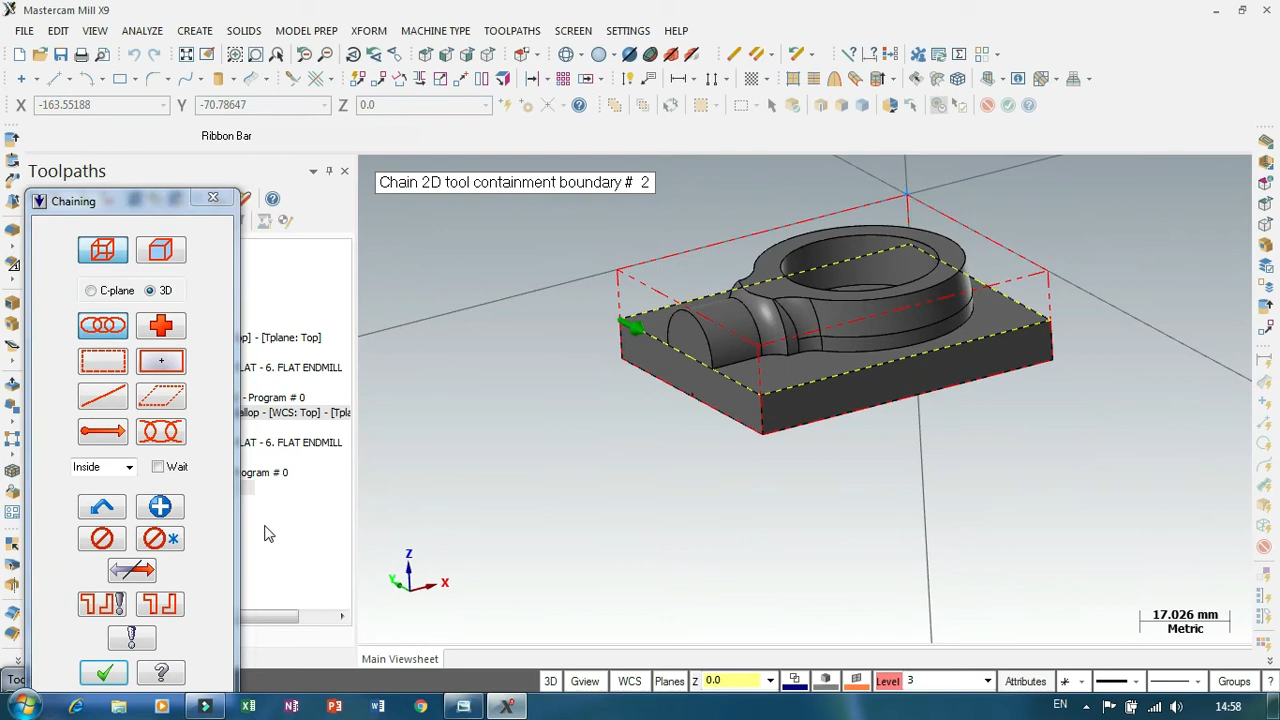 Mastercam Mill X9
FILE EDIT VIEW ANALYZE CREATE SOLIDS MODEL PREP XFORM MACHINE TYPE TOOLPATHS SCREEN SETTINGS HELP
X -163.55188 Y -70.78647 Z 0.0
Ribbon Bar
Toolpaths
Chaining
C-plane 3D
Inside Wait
op] - [Tplane: Top]
LAT - 6. FLAT ENDMILL
- Program # 0
allop - [WCS: Top] - [Tpla
LAT - 6. FLAT ENDMILL
ogram # 0
Chain 2D tool containment boundary # 2
Z
Y
X
17.026 mm
Metric
Main Viewsheet
Too
3D Gview WCS Planes Z 0.0 Level 3 Attributes Groups ?
EN 14:58